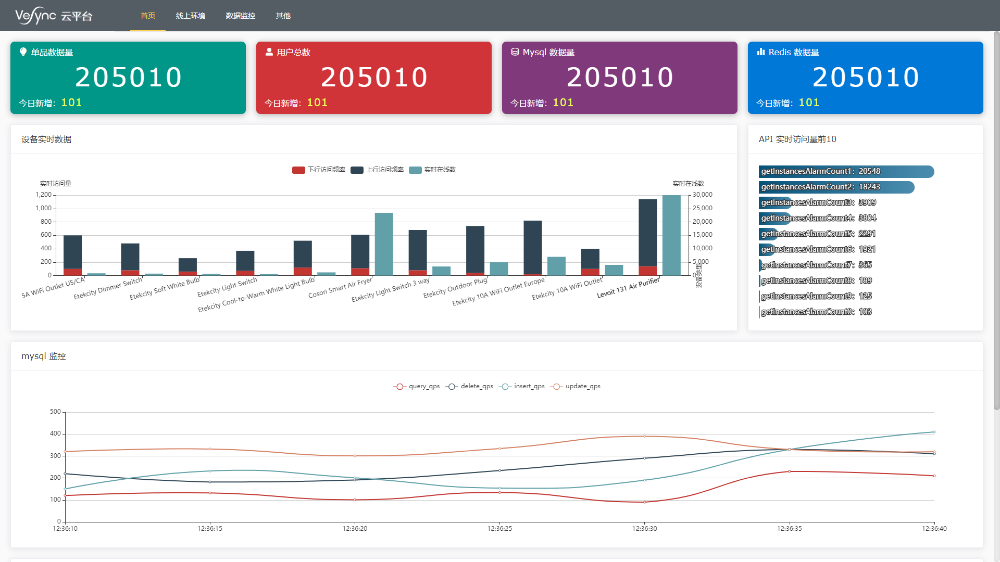 VeSync 云平台
首页 线上环境 数据监控 其他
单品数据量
205010
今日新增：101
用户总数
205010
今日新增：101
Mysql 数据量
205010
今日新增：101
Redis 数据量
205010
今日新增：101
设备实时数据
下行访问频率 上行访问频率 实时在线数
实时访问量
实时在线数
1,200
1,000
800
600
400
200
0
30,000
25,000
20,000
15,000
10,000
5,000
0
设备类型
5A WiFi Outlet US/CA
Etekcity Dimmer Switch
Etekcity Soft White Bulb
Etekcity Light Switch
Etekcity Cool-to-Warm White Light Bulb
Cosori Smart Air Fryer
Etekcity Light Switch 3 way
Etekcity Outdoor Plug
Etekcity 10A WiFi Outlet Europe
Etekcity 10A WiFi Outlet
Levoit 131 Air Purifier
API 实时访问量前10
getInstancesAlarmCount1：20548
getInstancesAlarmCount2：18243
getInstancesAlarmCount3：3909
getInstancesAlarmCount4：3804
getInstancesAlarmCount5：2291
getInstancesAlarmCount6：1921
getInstancesAlarmCount7：365
getInstancesAlarmCount8：189
getInstancesAlarmCount9：125
getInstancesAlarmCount0：103
mysql 监控
query_qps delete_qps insert_qps update_qps
500
400
300
200
100
0
12:36:10 12:36:15 12:36:20 12:36:25 12:36:30 12:36:35 12:36:40